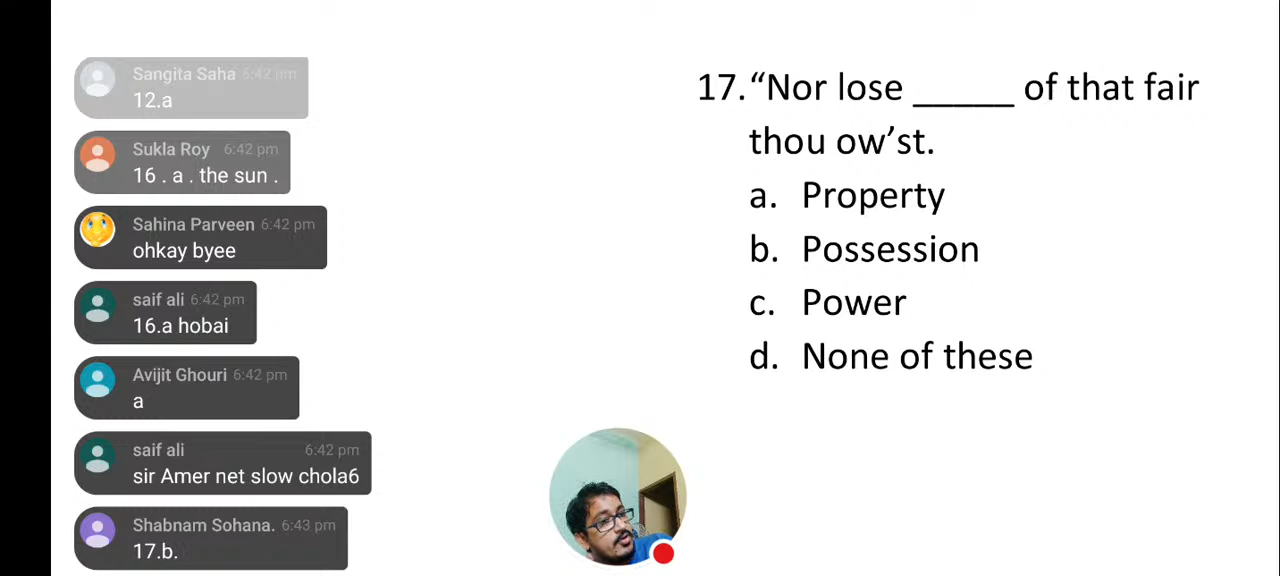 Sangita Saha 6:42 pm
12.a
Sukla Roy 6:42 pm
16 . a . the sun .
Sahina Parveen 6:42 pm
ohkay byee
saif ali 6:42 pm
16.a hobai
Avijit Ghouri 6:42 pm
a
saif ali 6:42 pm
sir Amer net slow chola6
Shabnam Sohana. 6:43 pm
17.b.
17. “Nor lose _____ of that fair
thou ow’st.
a. Property
b. Possession
c. Power
d. None of these